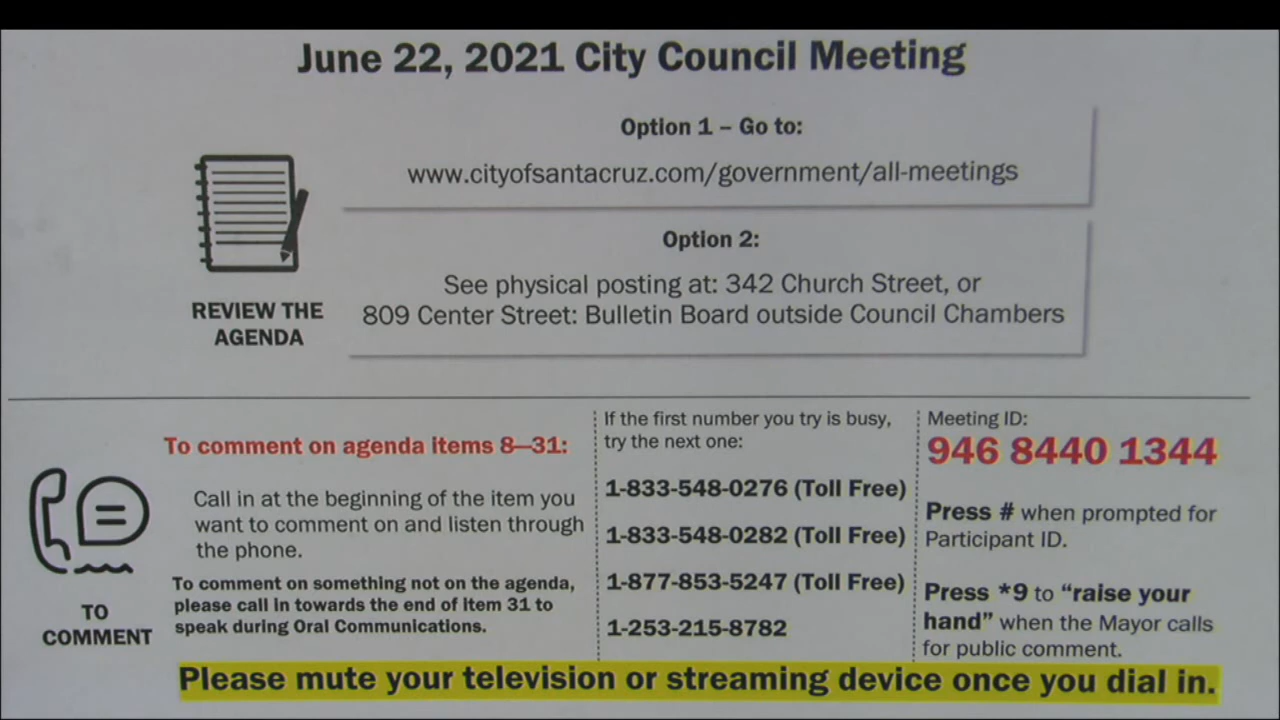 June 22, 2021 City Council Meeting
Option 1 – Go to:
www.cityofsantacruz.com/government/all-meetings
Option 2:
See physical posting at: 342 Church Street, or
809 Center Street: Bulletin Board outside Council Chambers
REVIEW THE
AGENDA
To comment on agenda items 8—31:
Call in at the beginning of the item you
want to comment on and listen through
the phone.
To comment on something not on the agenda,
please call in towards the end of Item 31 to
speak during Oral Communications.
TO
COMMENT
If the first number you try is busy,
try the next one:
1-833-548-0276 (Toll Free)
1-833-548-0282 (Toll Free)
1-877-853-5247 (Toll Free)
1-253-215-8782
Meeting ID:
946 8440 1344
Press # when prompted for
Participant ID.
Press *9 to “raise your
hand” when the Mayor calls
for public comment.
Please mute your television or streaming device once you dial in.